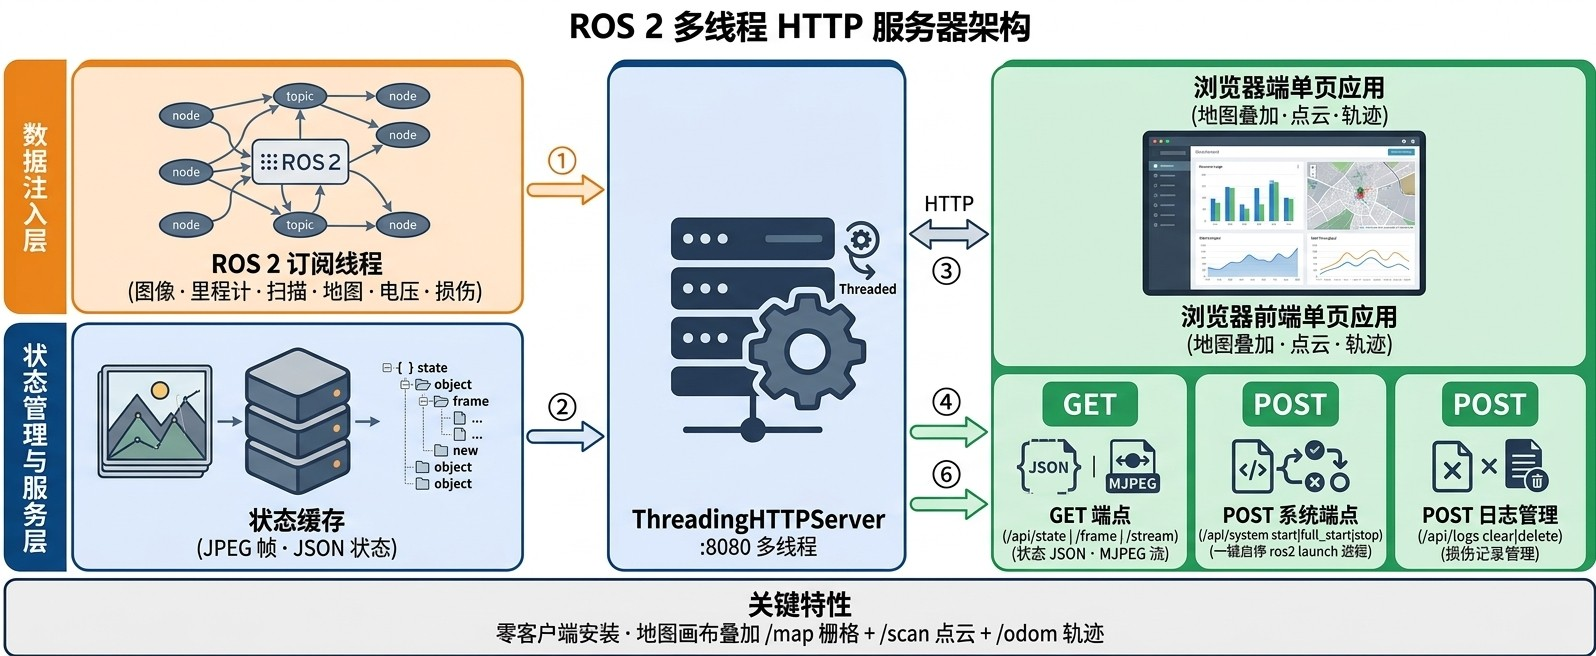 ROS 2 多线程 HTTP 服务器架构
数据注入层
node
topic
node
node
node
ROS 2
node
topic
node
ROS 2 订阅线程
(图像·里程计·扫描·地图·电压·损伤)
①
状态管理与服务层
{ } state
object
frame
...
...
new
object
object
状态缓存
(JPEG 帧·JSON 状态)
②
Threaded
ThreadingHTTPServer
:8080 多线程
HTTP
③
④
⑥
浏览器端单页应用
(地图叠加·点云·轨迹)
浏览器前端单页应用
(地图叠加·点云·轨迹)
GET
JSON
MJPEG
GET 端点
(/api/state | /frame | /stream)
(状态 JSON · MJPEG 流)
POST
</>
POST 系统端点
(/api/system start|full_start|stop)
(一键启停 ros2 launch 进程)
POST
POST 日志管理
(/api/logs clear|delete)
(损伤记录管理)
关键特性
零客户端安装·地图画布叠加 /map 栅格 + /scan 点云 + /odom 轨迹